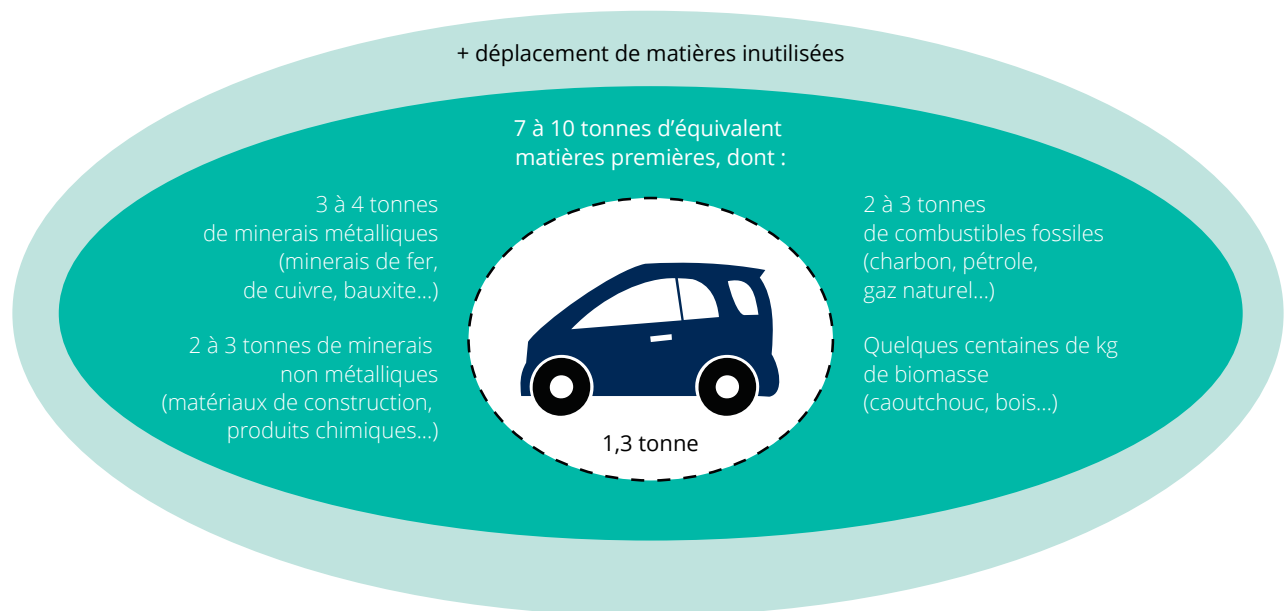 + déplacement de matières inutilisées
7 à 10 tonnes d’équivalent
matières premières, dont :
3 à 4 tonnes
de minerais métalliques
(minerais de fer,
de cuivre, bauxite...)
2 à 3 tonnes de minerais
non métalliques
(matériaux de construction,
produits chimiques...)
2 à 3 tonnes
de combustibles fossiles
(charbon, pétrole,
gaz naturel...)
Quelques centaines de kg
de biomasse
(caoutchouc, bois...)
1,3 tonne